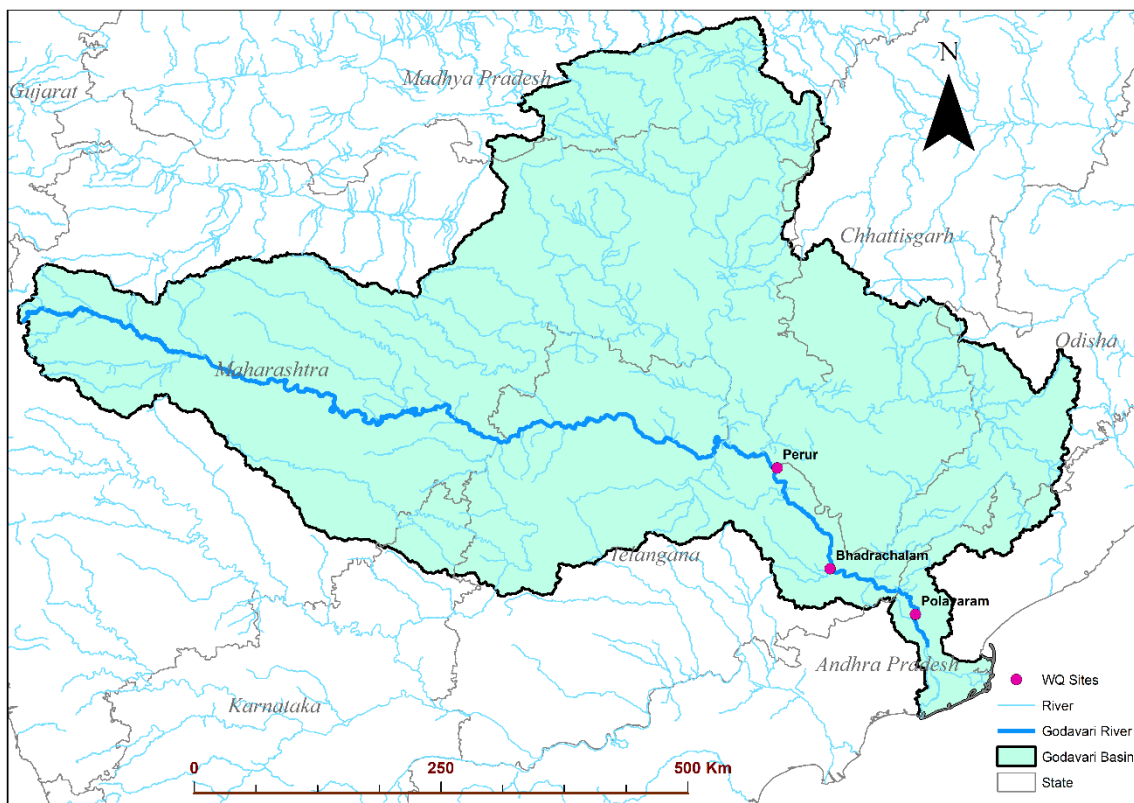 N
Madhya Pradesh
Gujarat
Chhattisgarh
Odisha
Maharashtra
Perur
Telangana
Bhadrachalam
Polavaram
Andhra Pradesh
Karnataka
WQ Sites
River
Godavari River
Godavari Basin
State
0 250 500 Km